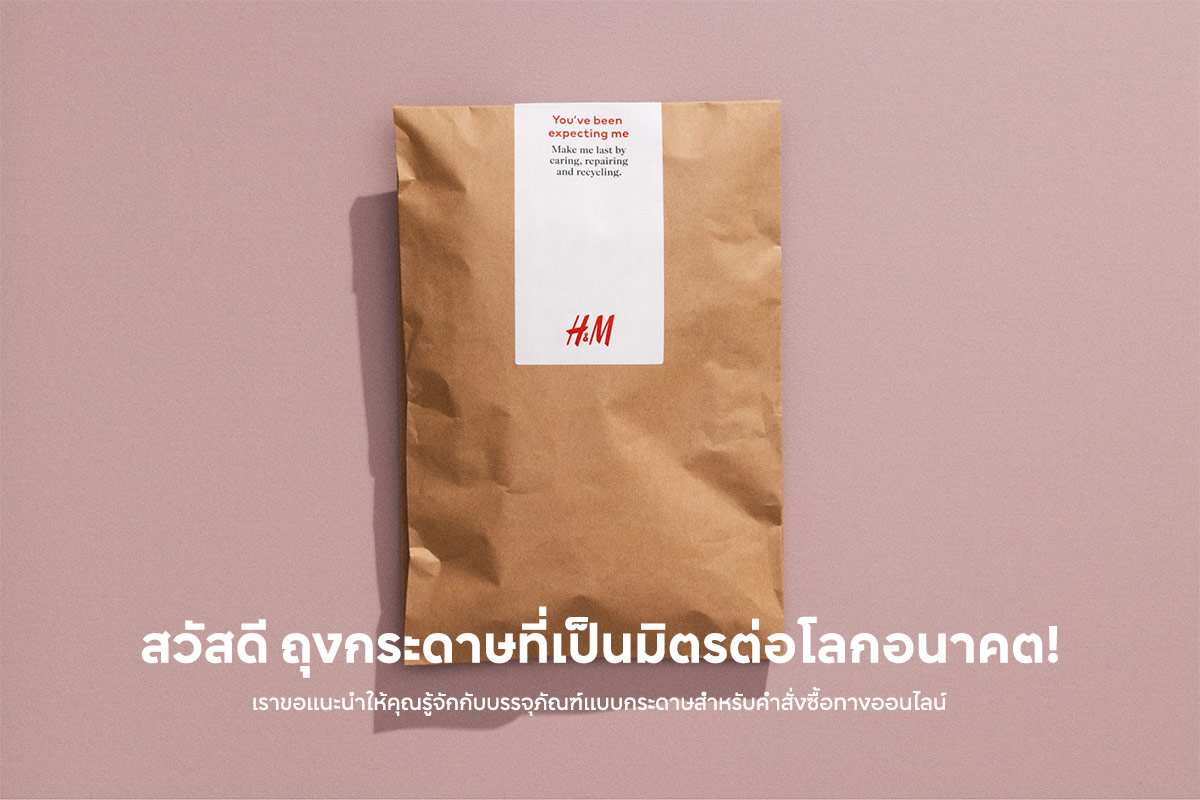 You've been
expecting me
Make me last by
caring, repairing
and recycling.
H&M
สวัสดี ถุงกระดาษที่เป็นมิตรต่อโลกอนาคต!
เราขอแนะนำให้คุณรู้จักกับบรรจุภัณฑ์แบบกระดาษสำหรับคำสั่งซื้อทางออนไลน์